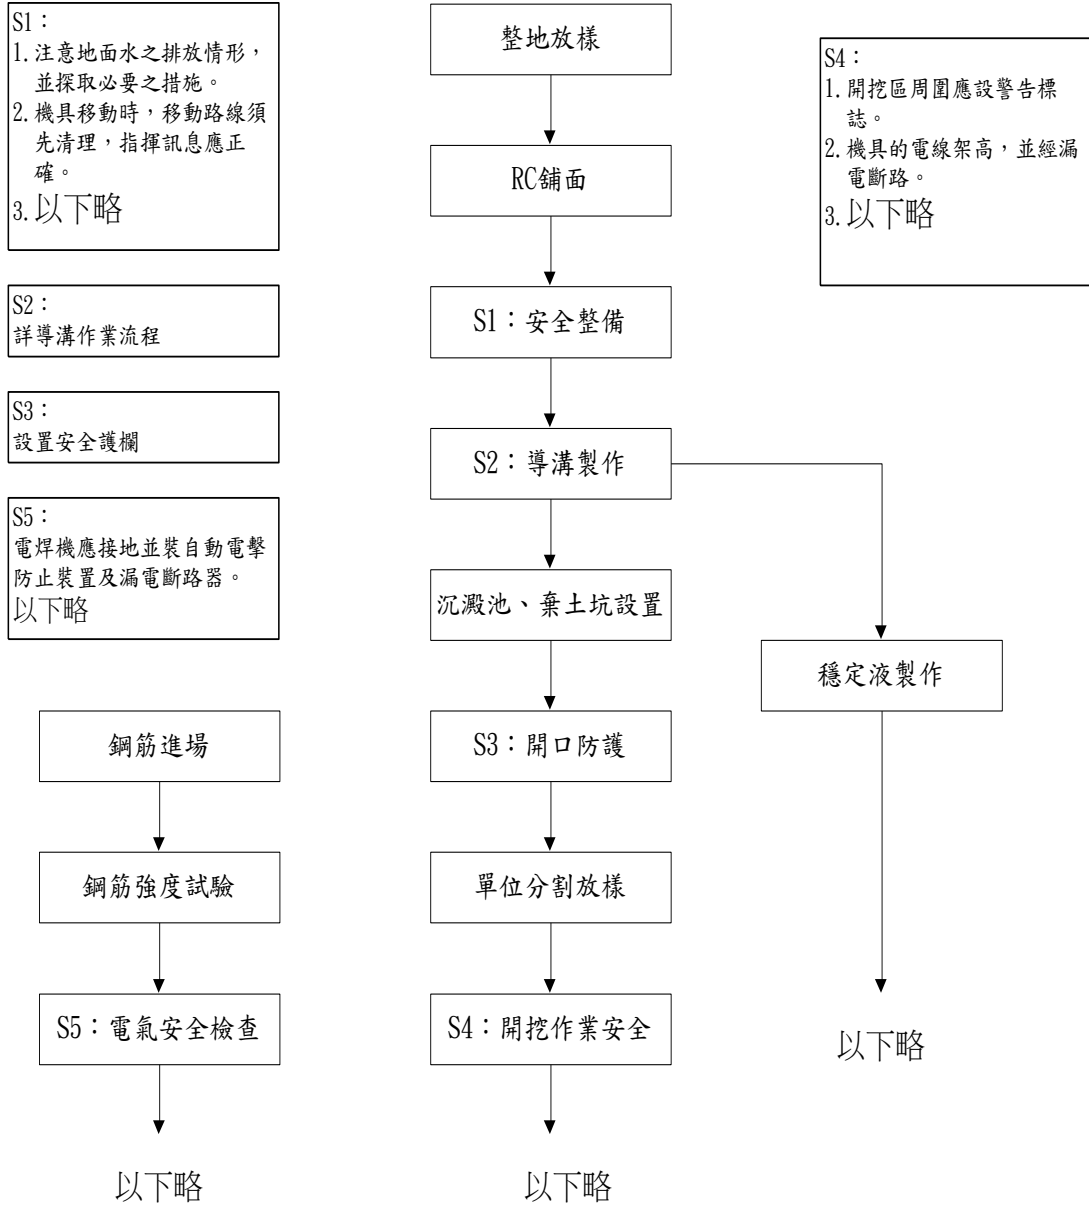 S1：
1.注意地面水之排放情形，
並採取必要之措施。
2.機具移動時，移動路線須
先清理，指揮訊息應正
確。
3.以下略
S2：
詳導溝作業流程
S3：
設置安全護欄
S5：
電焊機應接地並裝自動電擊
防止裝置及漏電斷路器。
以下略
鋼筋進場
鋼筋強度試驗
S5：電氣安全檢查
以下略
整地放樣
RC舖面
S1：安全整備
S2：導溝製作
沉澱池、棄土坑設置
S3：開口防護
單位分割放樣
S4：開挖作業安全
以下略
S4：
1.開挖區周圍應設警告標
誌。
2.機具的電線架高，並經漏
電斷路。
3.以下略
穩定液製作
以下略